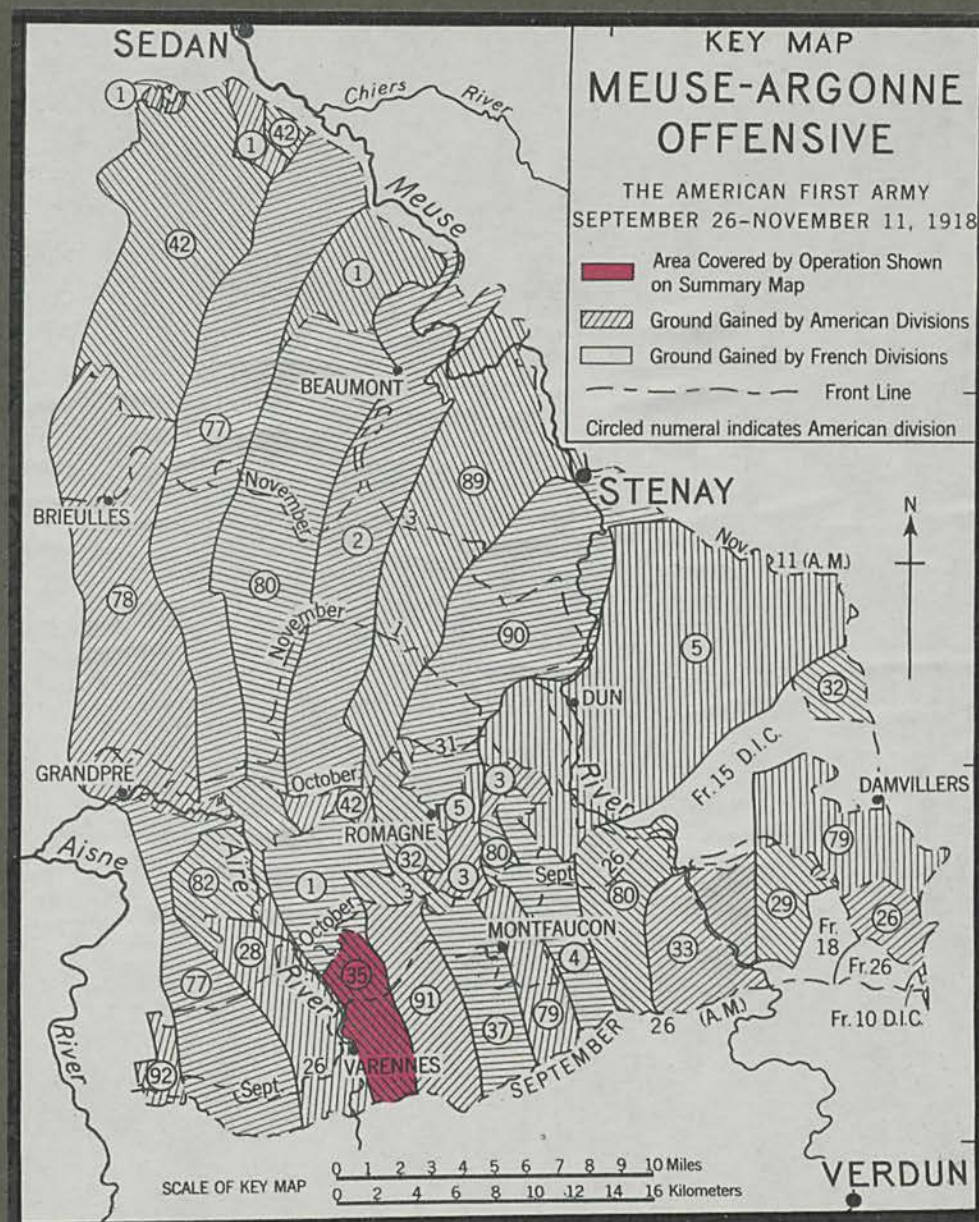 KEY MAP
MEUSE-ARGONNE
OFFENSIVE
THE AMERICAN FIRST ARMY
SEPTEMBER 26–NOVEMBER 11, 1918
Area Covered by Operation Shown
on Summary Map
Ground Gained by American Divisions
Ground Gained by French Divisions
Front Line
Circled numeral indicates American division
SEDAN
Chiers River
1
1
42
Meuse
42
1
BEAUMONT
77
89
STENAY
N
November 3
BRIEULLES
2
Nov. 11 (A.M.)
78
80
November 1
90
5
32
DUN
31
GRANDPRE
October
3
River
Fr. 15 D.I.C.
DAMVILLERS
42
5
ROMAGNE
Aisne
Aire
32
80
79
82
1
3
Sept. 26
80
3
October
29
26
28
MONTFAUCON
Fr.
18
35
4
33
77
River
91
Fr. 26
37
79
26 (A.M.)
Fr. 10 D.I.C.
River
92
Sept. 26
VARENNES
SEPTEMBER
VERDUN
SCALE OF KEY MAP
0 1 2 3 4 5 6 7 8 9 10 Miles
0 2 4 6 8 10 12 14 16 Kilometers